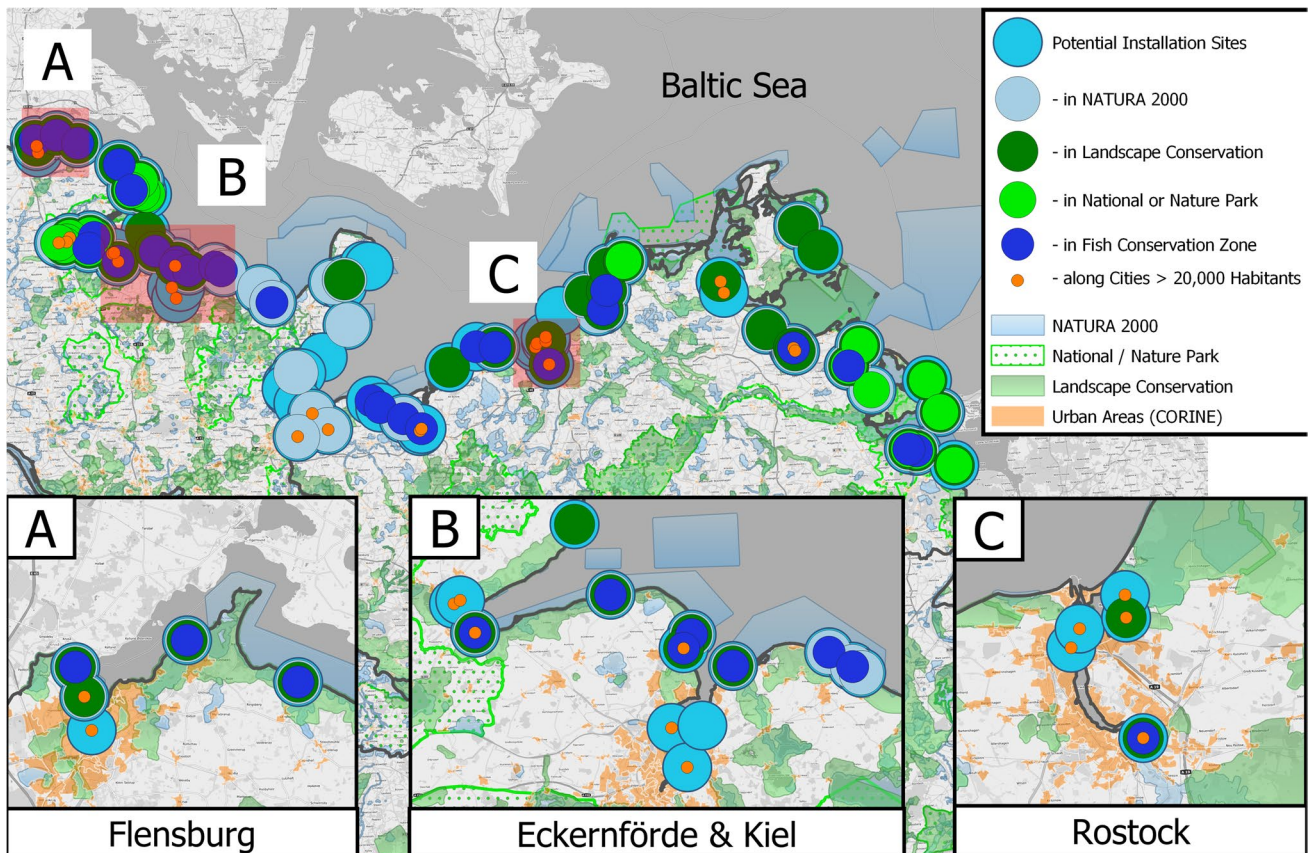 A
B
C
Baltic Sea
Potential Installation Sites
- in NATURA 2000
- in Landscape Conservation
- in National or Nature Park
- in Fish Conservation Zone
- along Cities > 20,000 Habitants
NATURA 2000
National / Nature Park
Landscape Conservation
Urban Areas (CORINE)
A
Flensburg
B
Eckernförde & Kiel
C
Rostock